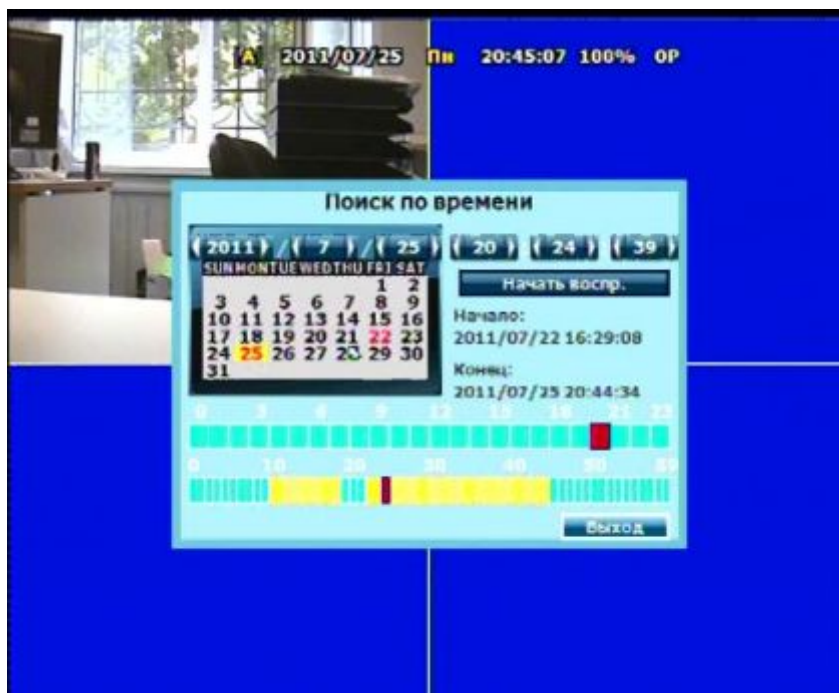 [A] 2011/07/25 Пн 20:45:07 100% OP
Поиск по времени
( 2011 ) / ( 7 ) / ( 25 ) ( 20 ) ( 24 ) ( 39 )
SUN MON TUE WED THU FRI SAT
1 2
3 4 5 6 7 8 9
10 11 12 13 14 15 16
17 18 19 20 21 22 23
24 25 26 27 28 29 30
31
Начать воспр.
Начало:
2011/07/22 16:29:08
Конец:
2011/07/25 20:44:34
0 3 6 9 12 15 18 21 23
0 10 20 30 40 50 59
Выход